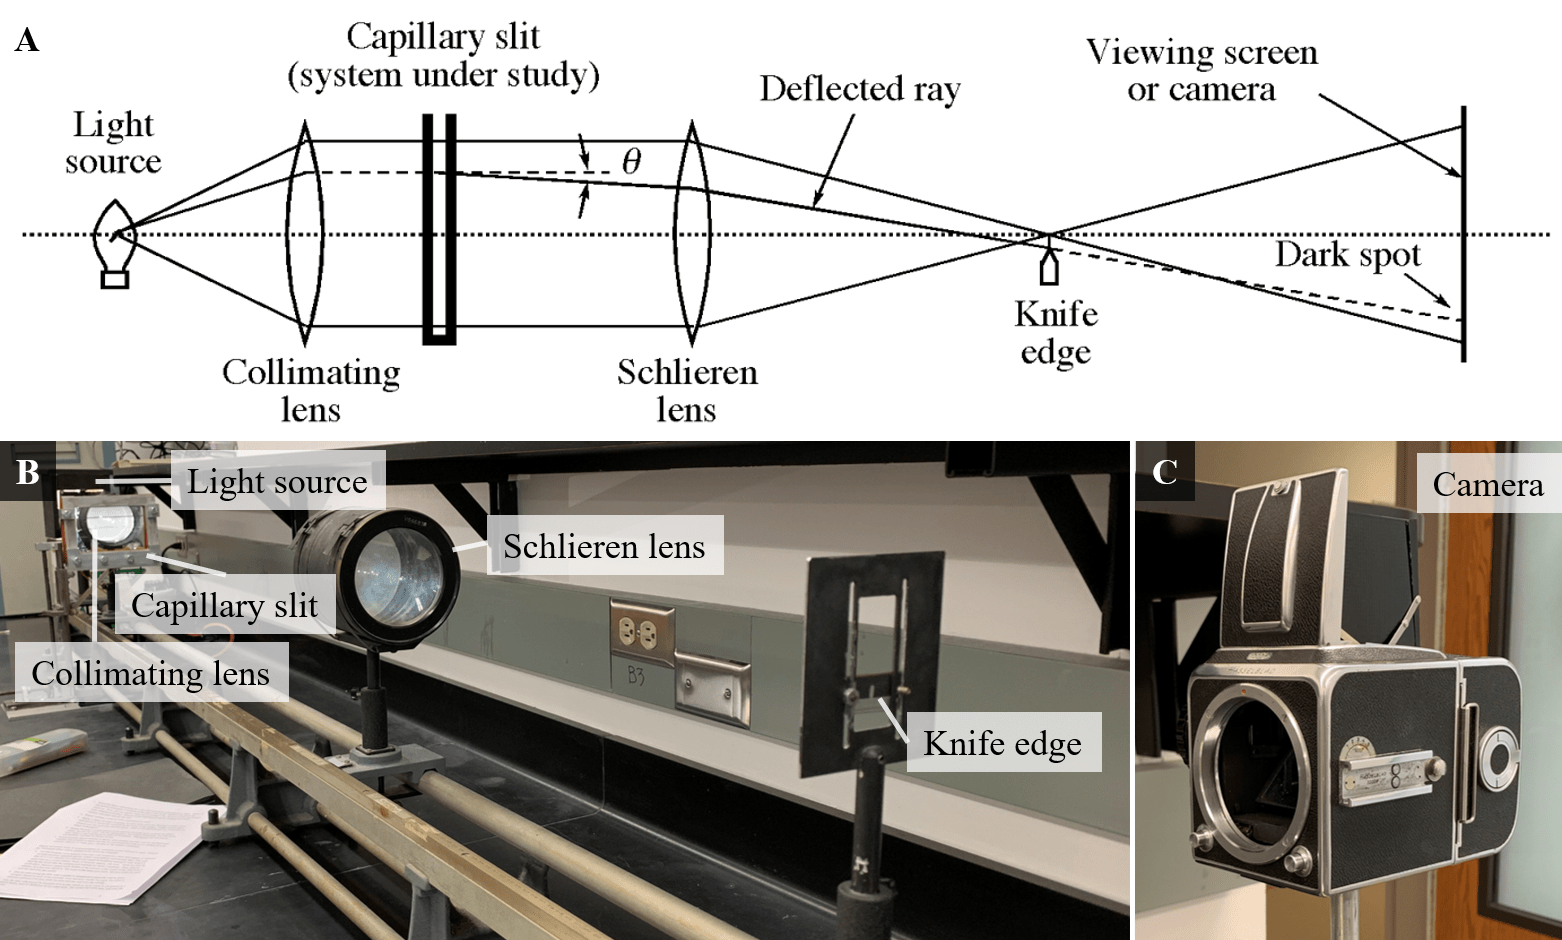 A
Capillary slit
(system under study)
Light
source
θ
Deflected ray
Viewing screen
or camera
Dark spot
Knife
edge
Collimating
lens
Schlieren
lens
B
Light source
Schlieren lens
Capillary slit
Collimating lens
B3
Knife edge
C
Camera